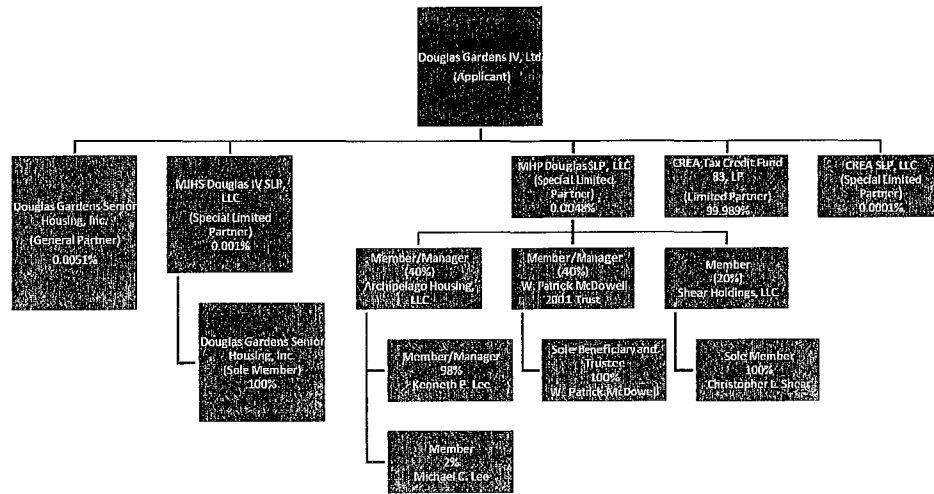 Douglas Gardens IV, Ltd.
(Applicant)
Douglas Gardens Senior
Housing, Inc.
(General Partner)
0.0051%
MJHS Douglas IV SLP,
LLC
(Special Limited
Partner)
0.001%
MHP Douglas SLP, LLC
(Special Limited
Partner)
0.0048%
CREA Tax Credit Fund
83, LP
(Limited Partner)
99.989%
CREA SLP, LLC
(Special Limited
Partner)
0.0001%
Douglas Gardens Senior
Housing, Inc
(Sole Member)
100%
Member/Manager
(40%)
Archipelago Housing,
LLC
Member/Manager
(40%)
W. Patrick McDowell
2001 Trust
Member
(20%)
Shear Holdings, LLC
Member/Manager
98%
Kenneth P. Lee
Sole Beneficiary and
Trustee
100%
W. Patrick McDowell
Sole Member
100%
Christopher L. Shear
Member
2%
Michael C. Lee